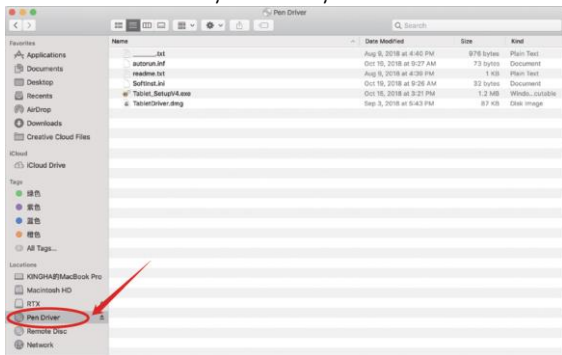 Pen Driver
Search
Favorites
Applications
Documents
Desktop
Recents
AirDrop
Downloads
Creative Cloud Files
iCloud
iCloud Drive
Tags
绿色
紫色
蓝色
橙色
All Tags...
Locations
KINGHA的MacBook Pro
Macintosh HD
RTX
Pen Driver
Remote Disc
Network
Name Date Modified Size Kind
______.txt Aug 9, 2018 at 4:40 PM 976 bytes Plain Text
autorun.inf Oct 19, 2018 at 9:27 AM 73 bytes Document
readme.txt Aug 9, 2018 at 4:39 PM 1 KB Plain Text
SoftInst.ini Oct 19, 2018 at 9:26 AM 32 bytes Document
Tablet_SetupV4.exe Oct 15, 2018 at 3:21 PM 1.2 MB Windo...cutable
TabletDriver.dmg Sep 3, 2018 at 5:43 PM 87 KB Disk Image